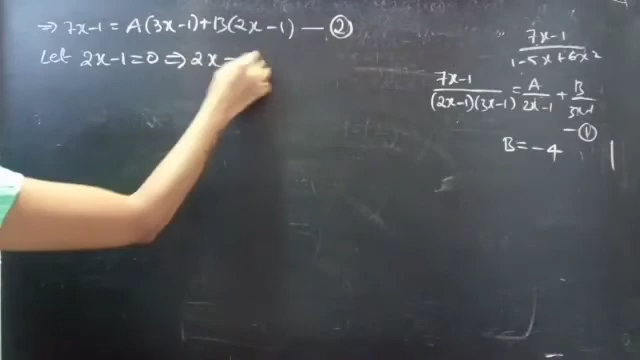 ⇒ 7x-1 = A(3x-1)+B(2x-1) — ②
Let 2x-1=0 ⇒ 2x=
7x-1
1-5x+6x2
7x-1 / (2x-1)(3x-1) = A / 2x-1 + B / 3x-1
— ①
B=-4